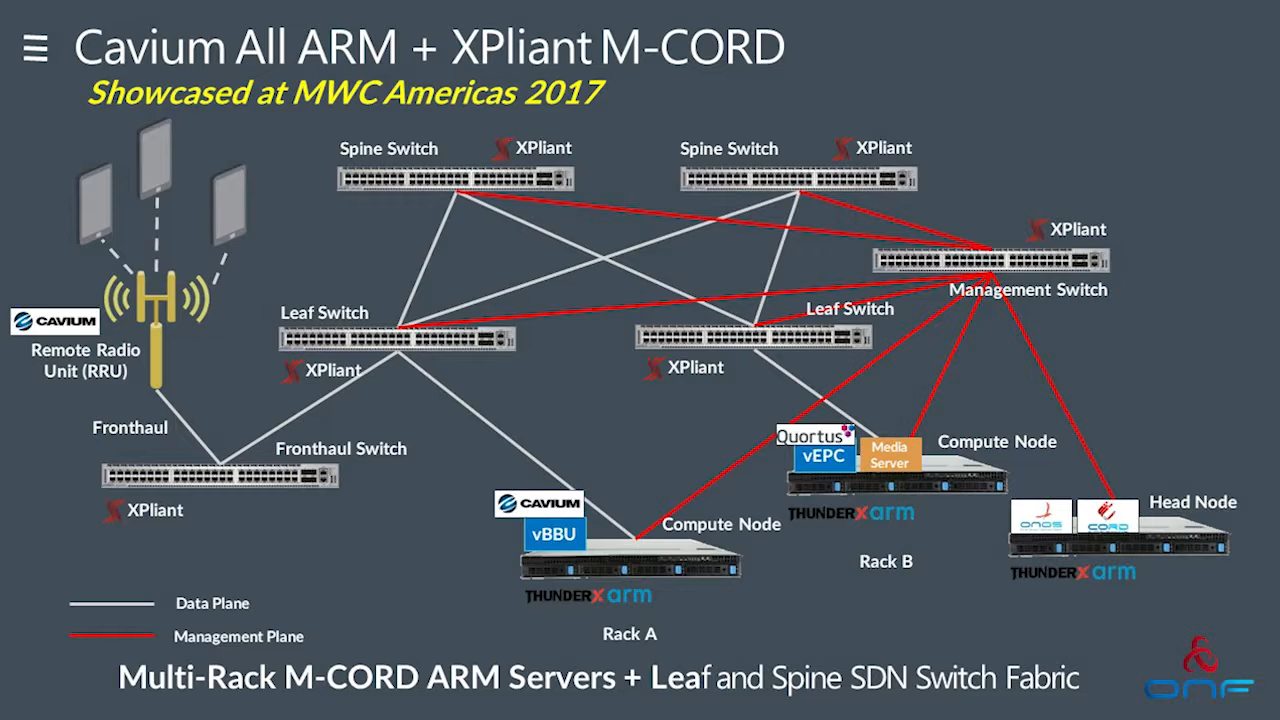 Cavium All ARM + XPliant M-CORD
Showcased at MWC Americas 2017
Spine Switch
XPliant
Spine Switch
XPliant
XPliant
Management Switch
Leaf Switch
Leaf Switch
CAVIUM
Remote Radio
Unit (RRU)
XPliant
XPliant
Fronthaul
Fronthaul Switch
XPliant
Quortus
vEPC
Media
Server
Compute Node
THUNDERX arm
Rack B
CAVIUM
vBBU
Compute Node
THUNDERX arm
Rack A
ONOS
CORD
Head Node
THUNDERX arm
Data Plane
Management Plane
Multi-Rack M-CORD ARM Servers + Leaf and Spine SDN Switch Fabric
ONF